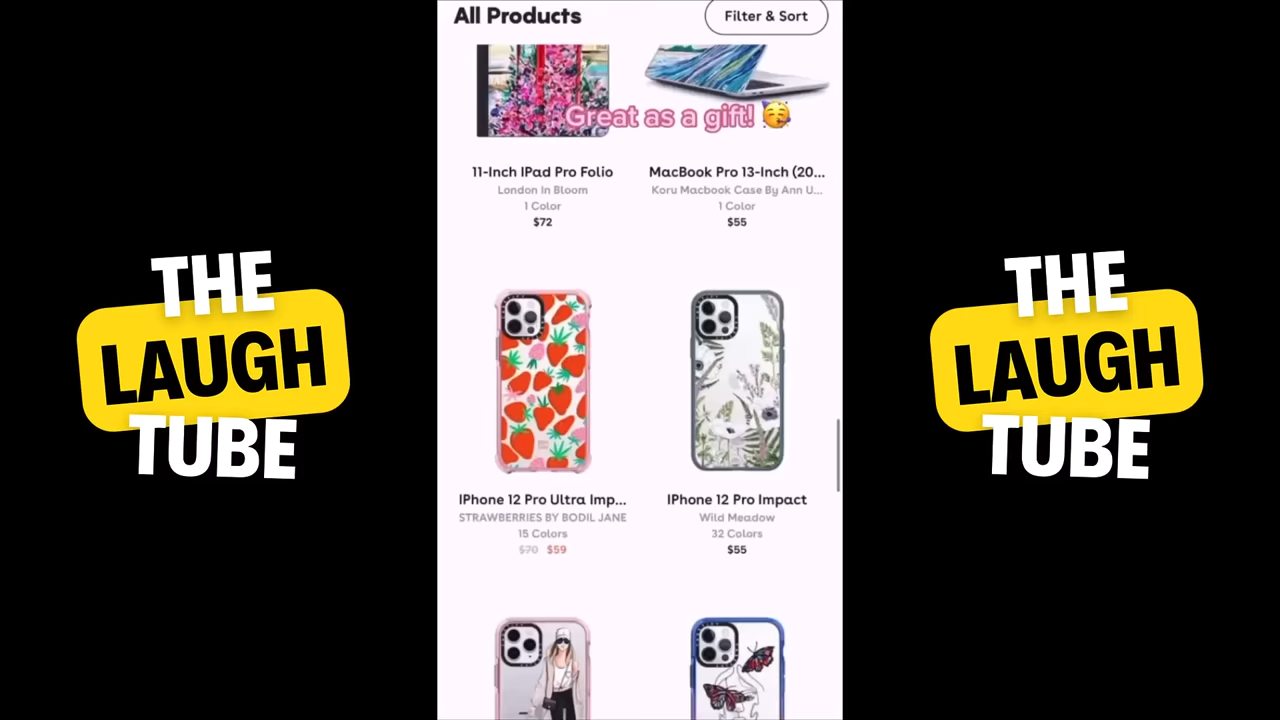 All Products
Filter & Sort
Great as a gift! 🥳
11-Inch IPad Pro Folio
London In Bloom
1 Color
$72
MacBook Pro 13-Inch (20...
Koru Macbook Case By Ann U...
1 Color
$55
THE
LAUGH
TUBE
THE
LAUGH
TUBE
IPhone 12 Pro Ultra Imp...
STRAWBERRIES BY BODIL JANE
15 Colors
$70 $59
IPhone 12 Pro Impact
Wild Meadow
32 Colors
$55